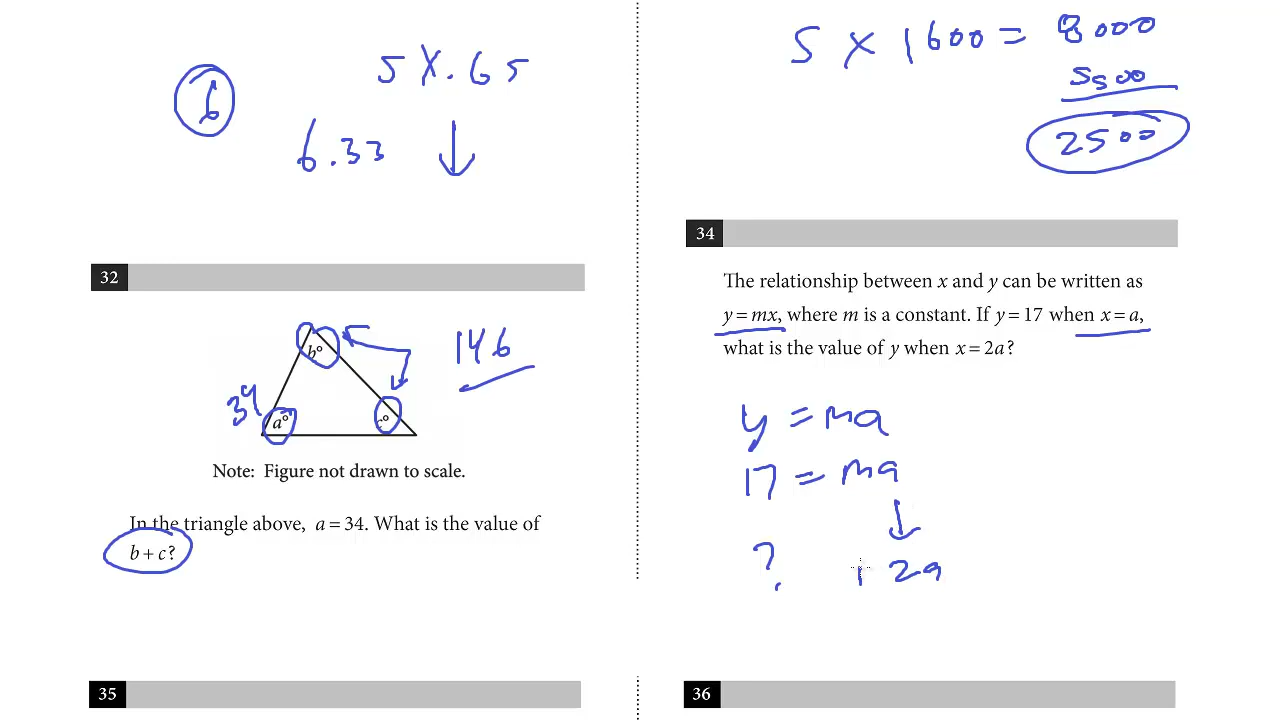 5 x .65
6
6.33
32
b°
146
34
a°
c°
Note: Figure not drawn to scale.
In the triangle above, a = 34. What is the value of
b + c?
35
5 x 1600 = 8000
5500
2500
34
The relationship between x and y can be written as
y = mx, where m is a constant. If y = 17 when x = a,
what is the value of y when x = 2a?
y = ma
17 = ma
? 2a
36